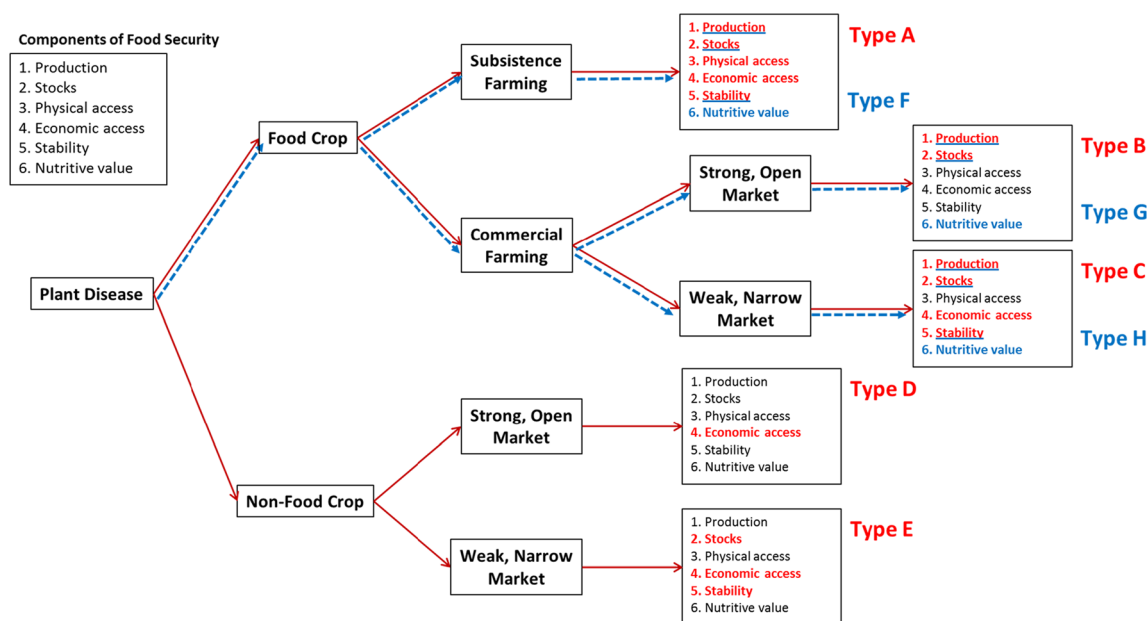 Components of Food Security
1. Production
2. Stocks
3. Physical access
4. Economic access
5. Stability
6. Nutritive value
Plant Disease
Food Crop
Non-Food Crop
Subsistence
Farming
Commercial
Farming
Strong, Open
Market
Weak, Narrow
Market
Strong, Open
Market
Weak, Narrow
Market
1. Production
2. Stocks
3. Physical access
4. Economic access
5. Stability
6. Nutritive value
Type A
Type F
1. Production
2. Stocks
3. Physical access
4. Economic access
5. Stability
6. Nutritive value
Type B
Type G
1. Production
2. Stocks
3. Physical access
4. Economic access
5. Stability
6. Nutritive value
Type C
Type H
1. Production
2. Stocks
3. Physical access
4. Economic access
5. Stability
6. Nutritive value
Type D
1. Production
2. Stocks
3. Physical access
4. Economic access
5. Stability
6. Nutritive value
Type E